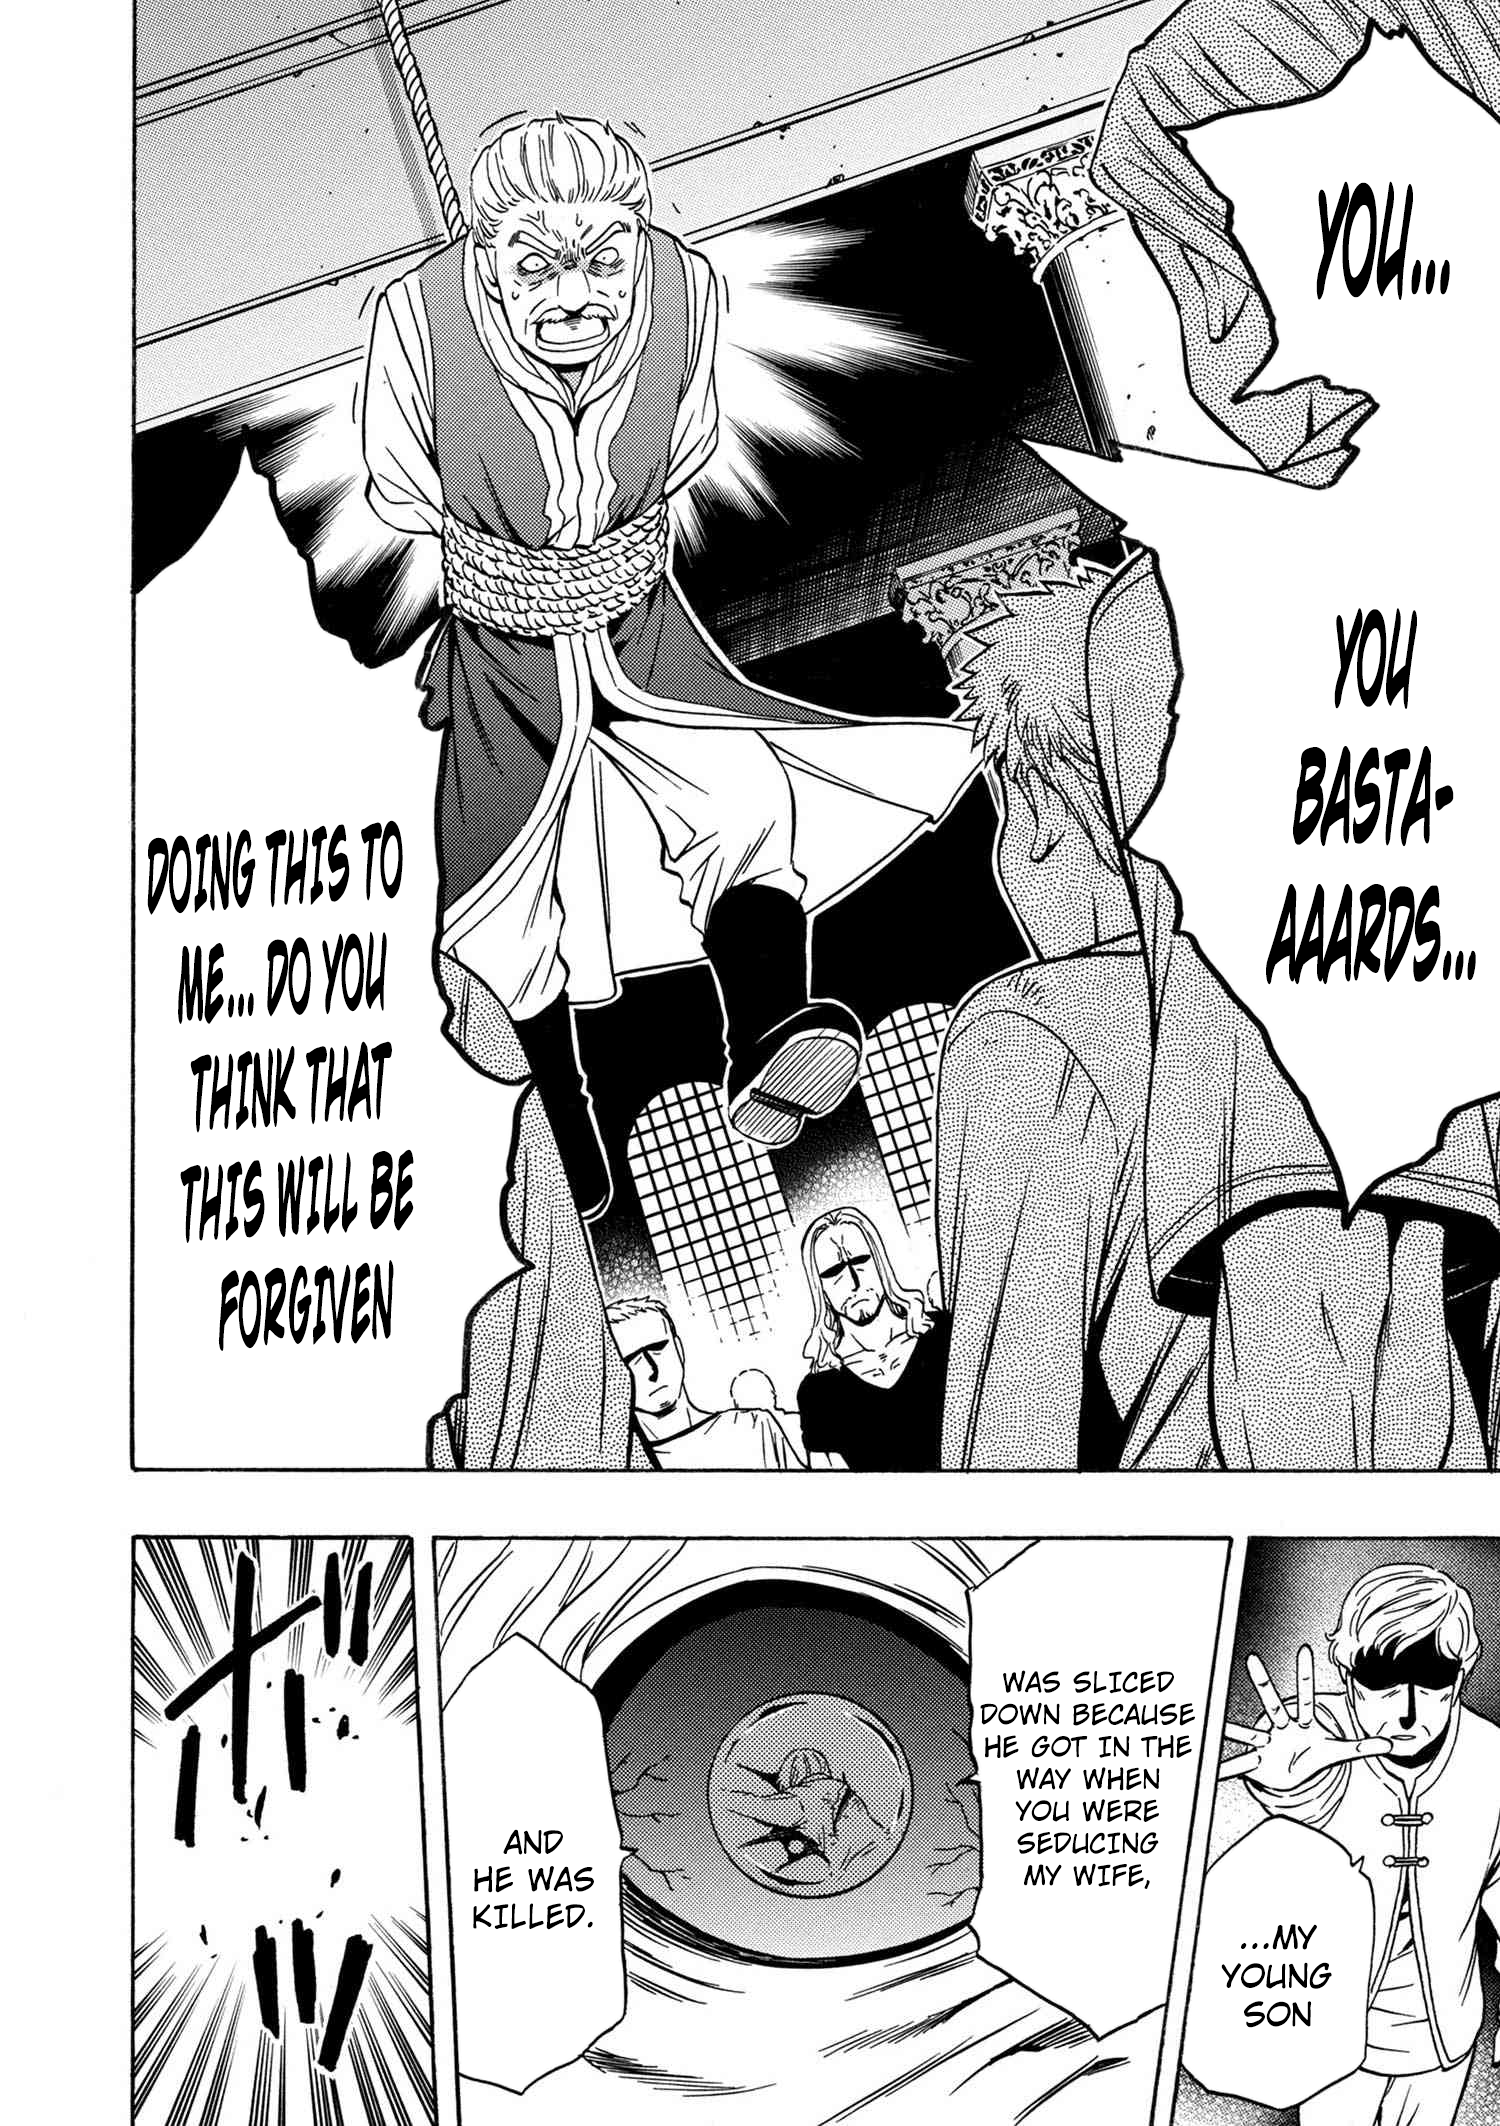 YOU...
YOU
BASTA-
AAARDS...
DOING THIS TO
ME... DO YOU
THINK THAT
THIS WILL BE
FORGIVEN
...MY
YOUNG
SON
WAS SLICED
DOWN BECAUSE
HE GOT IN THE
WAY WHEN
YOU WERE
SEDUCING
MY WIFE,
AND
HE WAS
KILLED.